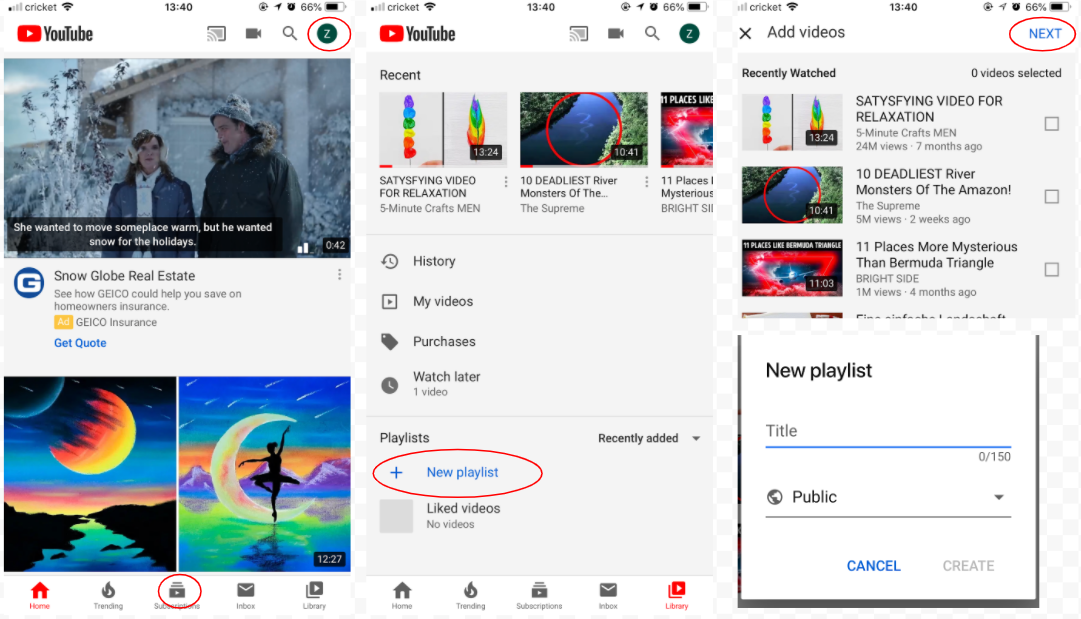 cricket
13:40
66%
YouTube
Z
She wanted to move someplace warm, but he wanted
snow for the holidays.
0:42
G
Snow Globe Real Estate
See how GEICO could help you save on
homeowners insurance.
Ad GEICO Insurance
Get Quote
12:27
Home
Trending
Subscriptions
Inbox
Library
cricket
13:40
66%
YouTube
Z
Recent
13:24
10:41
11 PLACES LIKE
SATYSFYING VIDEO
FOR RELAXATION
5-Minute Crafts MEN
10 DEADLIEST River
Monsters Of The...
The Supreme
11 Places
Mysterious
BRIGHT SI
History
My videos
Purchases
Watch later
1 video
Playlists
Recently added
+ New playlist
Liked videos
No videos
Home
Trending
Subscriptions
Inbox
Library
cricket
13:40
66%
Add videos
NEXT
Recently Watched
0 videos selected
13:24
SATYSFYING VIDEO FOR
RELAXATION
5-Minute Crafts MEN
24M views · 7 months ago
10:41
10 DEADLIEST River
Monsters Of The Amazon!
The Supreme
5M views · 2 weeks ago
11 PLACES LIKE BERMUDA TRIANGLE
11:03
11 Places More Mysterious
Than Bermuda Triangle
BRIGHT SIDE
1M views · 4 months ago
Eine einfache Landschaft
New playlist
Title
0/150
Public
CANCEL
CREATE